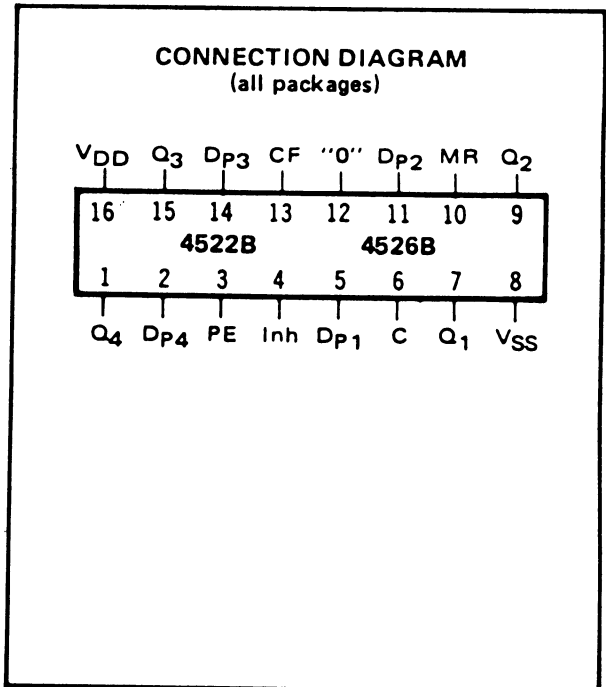 CONNECTION DIAGRAM
(all packages)
VDD Q3 DP3 CF "0" DP2 MR Q2
16 15 14 13 12 11 10 9
4522B 4526B
1 2 3 4 5 6 7 8
Q4 DP4 PE Inh DP1 C Q1 VSS